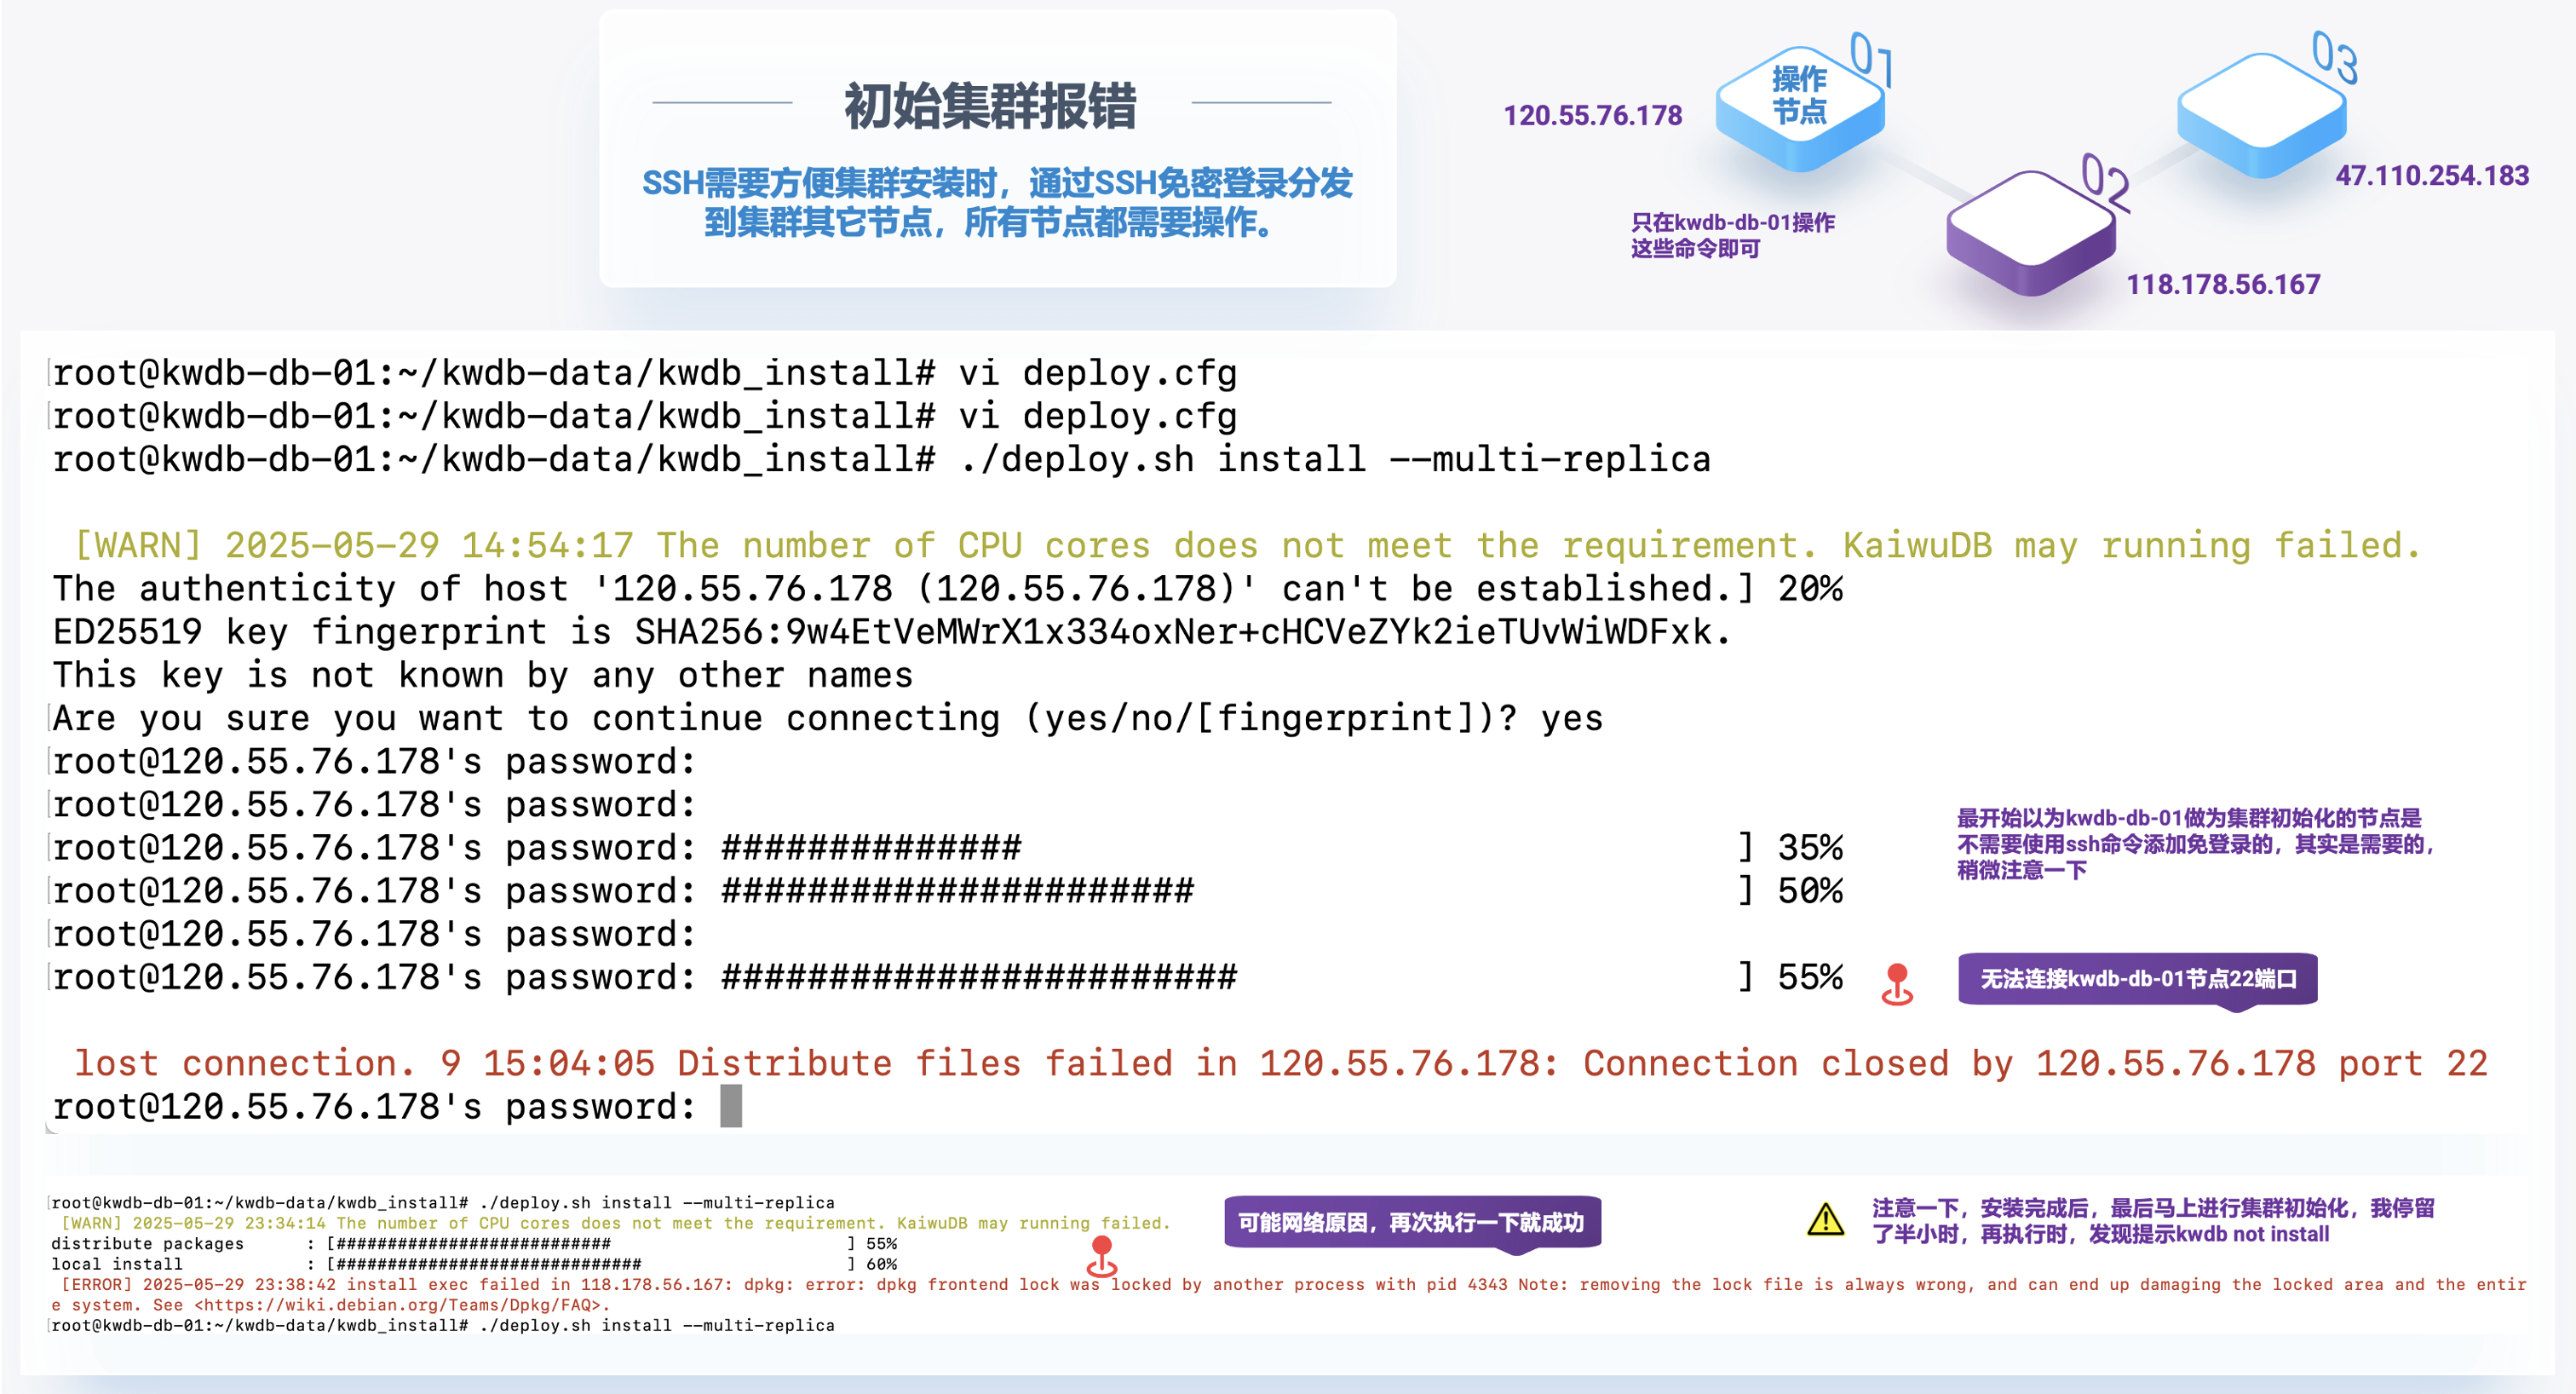 初始集群报错
SSH需要方便集群安装时，通过SSH免密登录分发
到集群其它节点，所有节点都需要操作。
01
操作
节点
120.55.76.178
只在kwdb-db-01操作
这些命令即可
02
118.178.56.167
03
47.110.254.183
root@kwdb-db-01:~/kwdb-data/kwdb_install# vi deploy.cfg
root@kwdb-db-01:~/kwdb-data/kwdb_install# vi deploy.cfg
root@kwdb-db-01:~/kwdb-data/kwdb_install# ./deploy.sh install --multi-replica
[WARN] 2025-05-29 14:54:17 The number of CPU cores does not meet the requirement. KaiwuDB may running failed.
The authenticity of host '120.55.76.178 (120.55.76.178)' can't be established.] 20%
ED25519 key fingerprint is SHA256:9w4EtVeMWrX1x334oxNer+cHCVeZYk2ieTUvWiWDFxk.
This key is not known by any other names
Are you sure you want to continue connecting (yes/no/[fingerprint])? yes
root@120.55.76.178's password:
root@120.55.76.178's password:
root@120.55.76.178's password: ############## ] 35%
root@120.55.76.178's password: ###################### ] 50%
root@120.55.76.178's password:
root@120.55.76.178's password: ######################## ] 55%
最开始以为kwdb-db-01做为集群初始化的节点是
不需要使用ssh命令添加免登录的，其实是需要的，
稍微注意一下
无法连接kwdb-db-01节点22端口
lost connection. 9 15:04:05 Distribute files failed in 120.55.76.178: Connection closed by 120.55.76.178 port 22
root@120.55.76.178's password:
root@kwdb-db-01:~/kwdb-data/kwdb_install# ./deploy.sh install --multi-replica
[WARN] 2025-05-29 23:34:14 The number of CPU cores does not meet the requirement. KaiwuDB may running failed.
distribute packages : [########################### ] 55%
local install : [############################## ] 60%
[ERROR] 2025-05-29 23:38:42 install exec failed in 118.178.56.167: dpkg: error: dpkg frontend lock was locked by another process with pid 4343 Note: removing the lock file is always wrong, and can end up damaging the locked area and the entir
e system. See <https://wiki.debian.org/Teams/Dpkg/FAQ>.
root@kwdb-db-01:~/kwdb-data/kwdb_install# ./deploy.sh install --multi-replica
可能网络原因，再次执行一下就成功
注意一下，安装完成后，最后马上进行集群初始化，我停留
了半小时，再执行时，发现提示kwdb not install